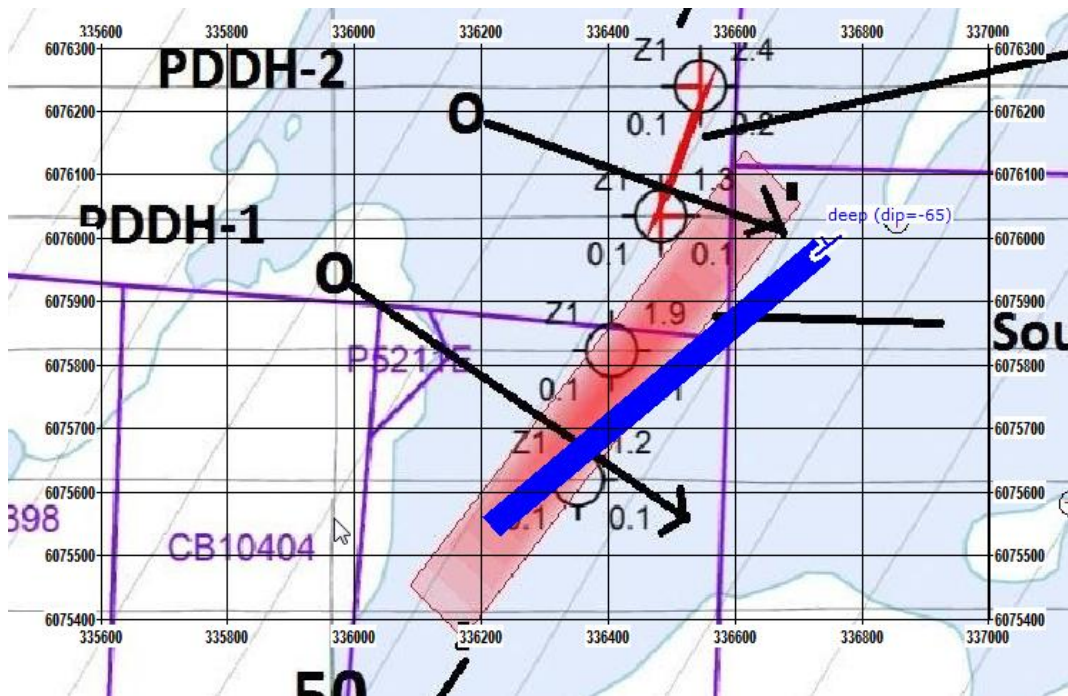 335600 335800 336000 336200 336400 336600 336800 337000
6076300 6076300
PDDH-2
Z1 2.4
6076200 O 0.1 0.2 6076200
6076100 Z1 1.3 6076100
PDDH-1
deep (dip=-65)
6076000 0.1 0.1 6076000
O
6075900 Z1 1.9 6075900
Sou
P5211E
6075800 0.1 1 6075800
6075700 Z1 1.2 6075700
6075600 6075600
398 0.1 0.1
CB10404
6075500 6075500
6075400 6075400
335600 335800 336000 336200 336400 336600 336800 337000
50